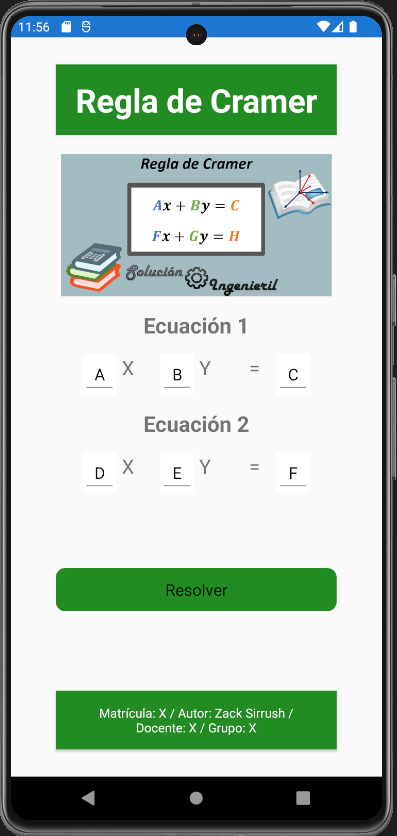 11:56
Regla de Cramer
Regla de Cramer
Ax + By = C
Fx + Gy = H
Solución Ingenieril
Ecuación 1
A X B Y = C
Ecuación 2
D X E Y = F
Resolver
Matrícula: X / Autor: Zack Sirrush /
Docente: X / Grupo: X